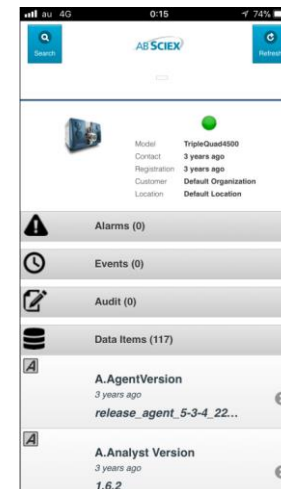 au 4G 0:15 74%
Search
AB SCIEX
Refresh
Model TripleQuad4500
Contact 3 years ago
Registration 3 years ago
Customer Default Organization
Location Default Location
Alarms (0)
Events (0)
Audit (0)
Data Items (117)
A
A.AgentVersion
3 years ago
release_agent_5-3-4_22...
A
A.Analyst Version
3 years ago
1.6.2